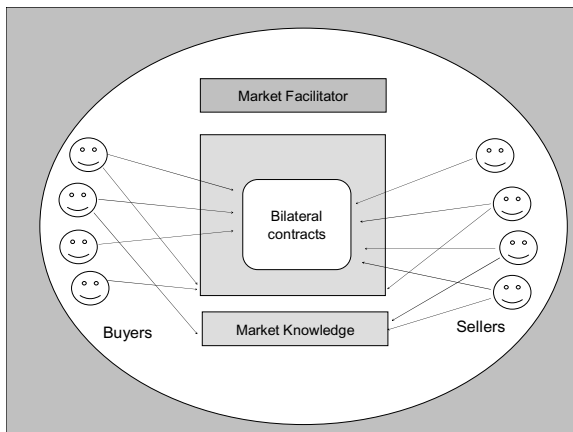 Market Facilitator
Bilateral
contracts
Market Knowledge
Buyers
Sellers